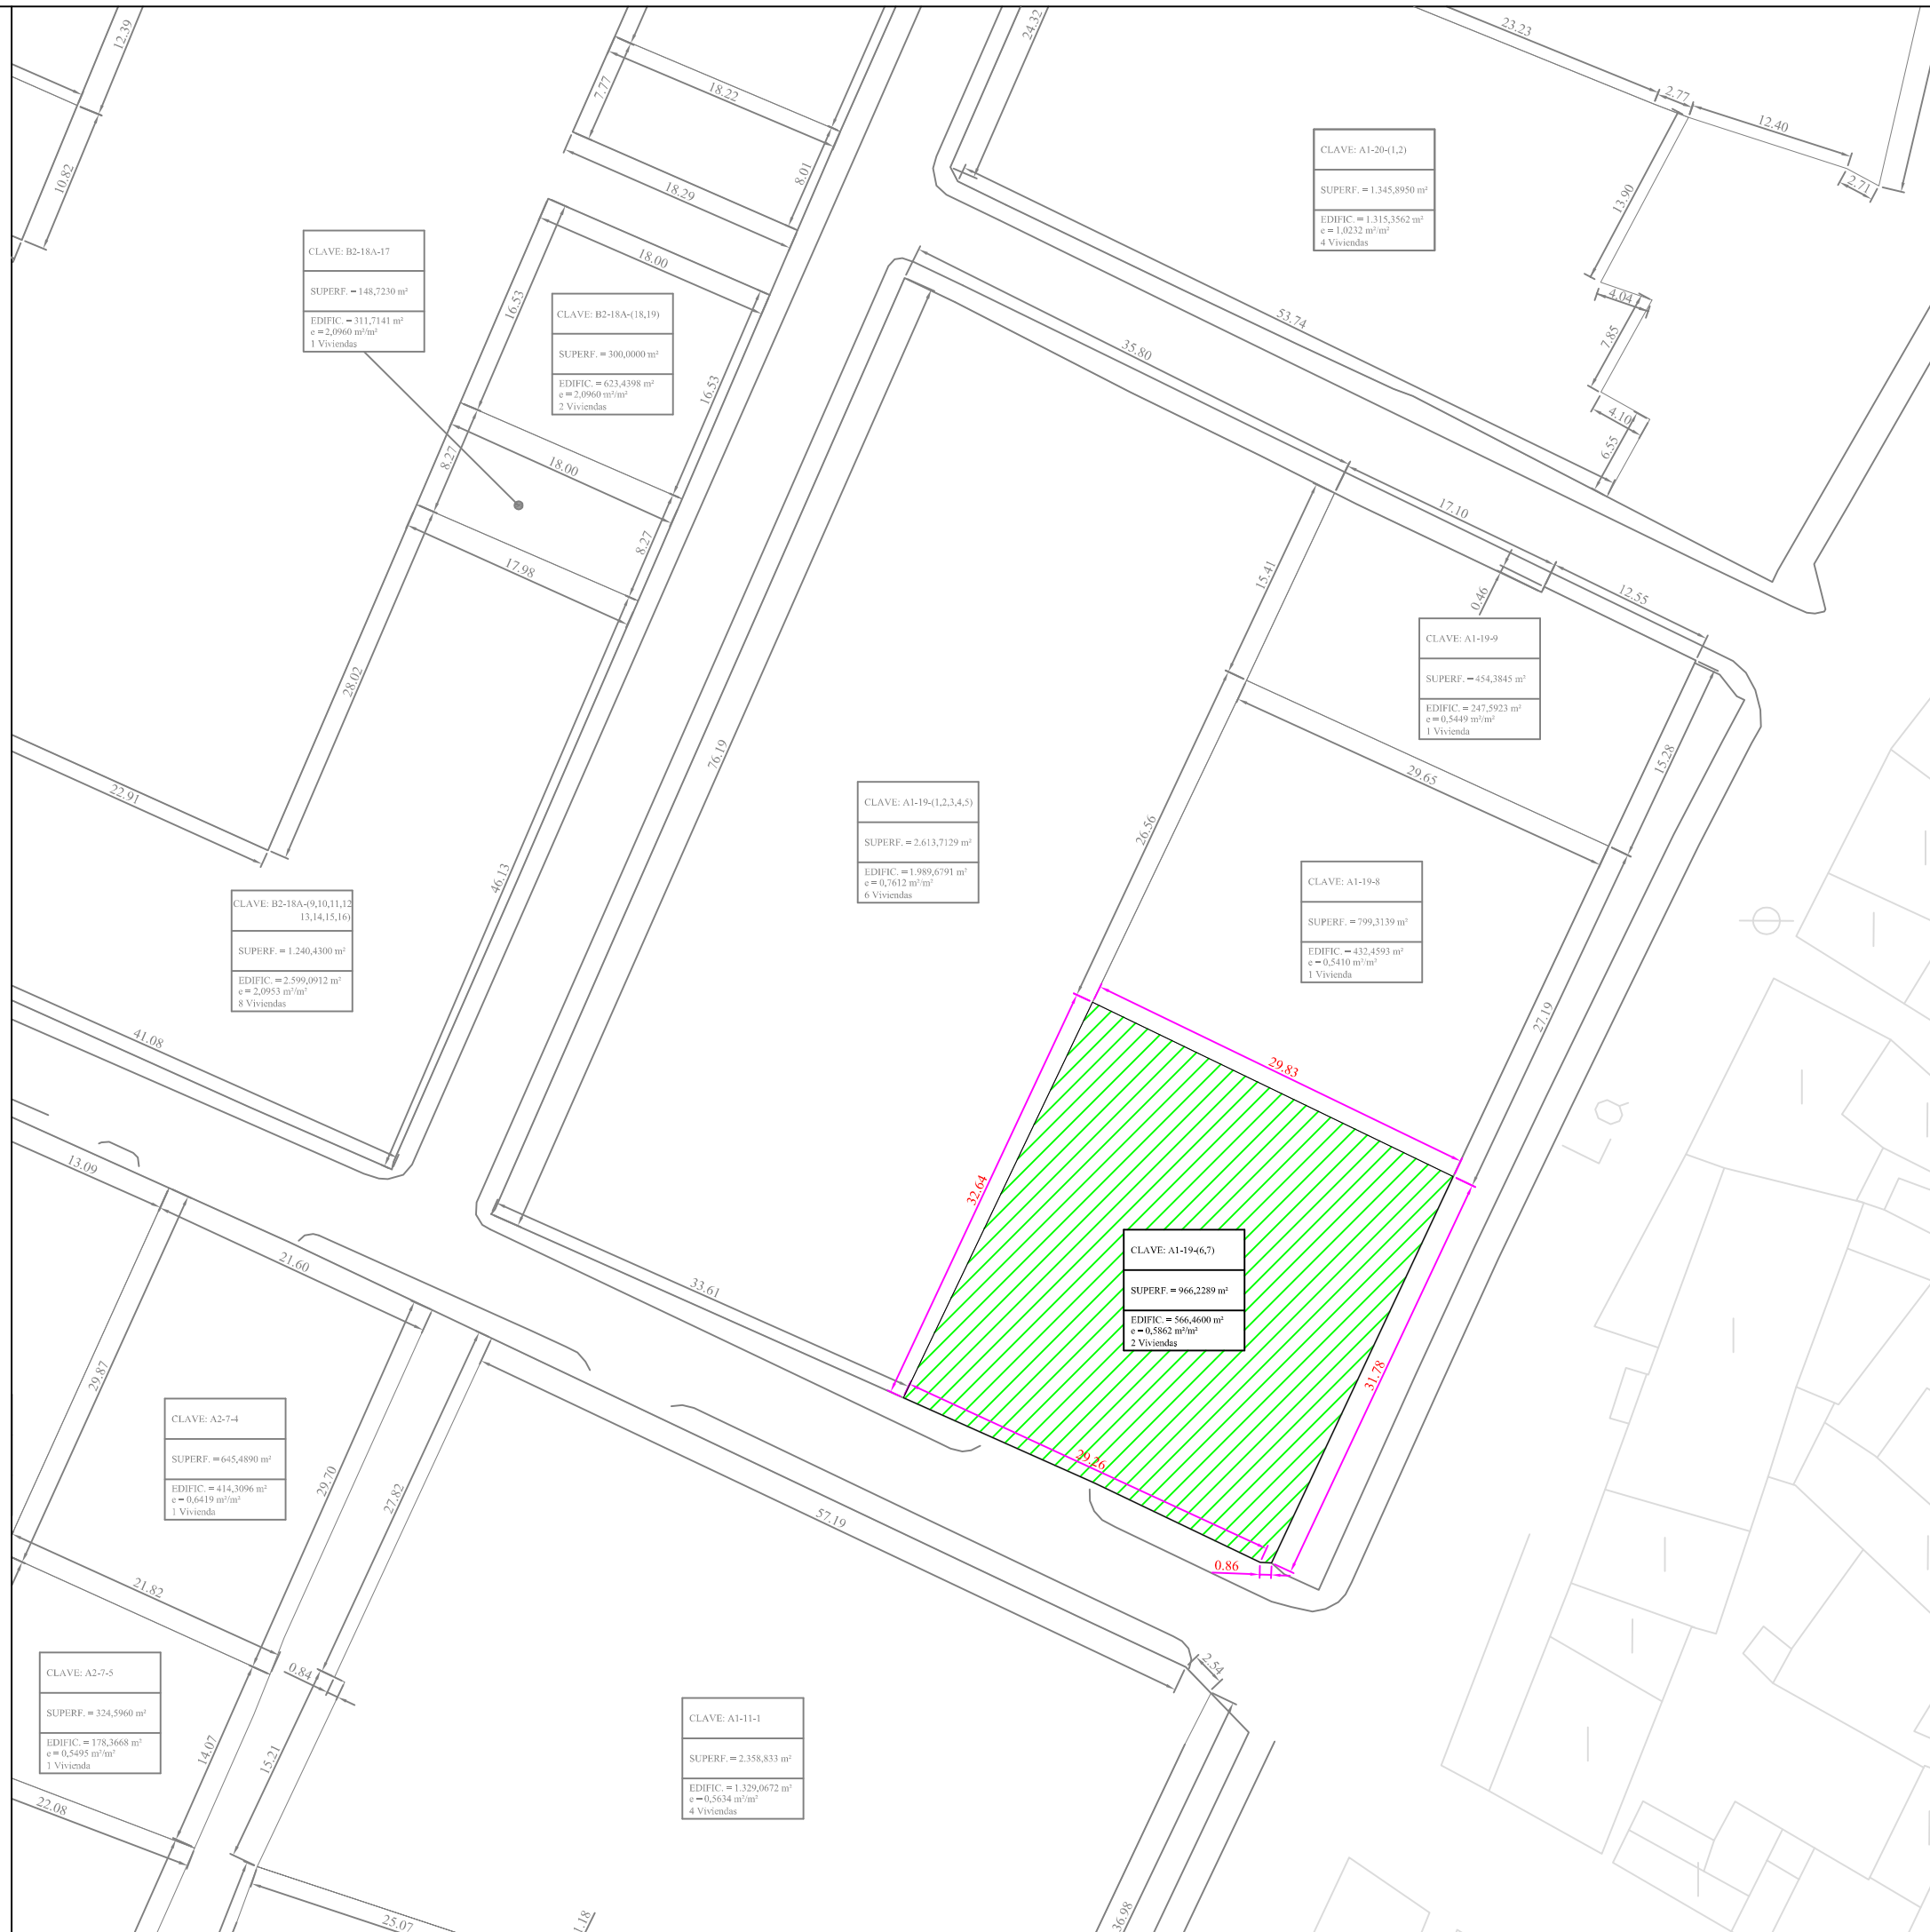 12.39
10.82
7.77
18.22
18.29
8.01
24.32
23.23
2.77
12.40
2.71
13.90
4.04
7.85
4.10
6.55
53.74
CLAVE: A1-20-(1,2)
SUPERF. = 1.345,8950 m²
EDIFIC. = 1.315,3562 m²
e = 1,0232 m²/m²
4 Viviendas
CLAVE: B2-18A-17
SUPERF. = 148,7230 m²
EDIFIC. = 311,7141 m²
e = 2,0960 m²/m²
1 Viviendas
18.00
16.53
CLAVE: B2-18A-(18,19)
SUPERF. = 300,0000 m²
EDIFIC. = 623,4398 m²
e = 2,0960 m²/m²
2 Viviendas
16.53
8.27
18.00
8.27
17.98
28.02
22.91
46.13
CLAVE: B2-18A-(9,10,11,12
13,14,15,16)
SUPERF. = 1.240,4300 m²
EDIFIC. = 2.599,0912 m²
e = 2,0953 m²/m²
8 Viviendas
41.08
35.80
17.10
12.55
0.46
15.41
CLAVE: A1-19-9
SUPERF. = 454,3845 m²
EDIFIC. = 247,5923 m²
e = 0,5449 m²/m²
1 Vivienda
15.28
29.65
76.19
26.56
CLAVE: A1-19-(1,2,3,4,5)
SUPERF. = 2.613,7129 m²
EDIFIC. = 1.989,6791 m²
e = 0,7612 m²/m²
6 Viviendas
CLAVE: A1-19-8
SUPERF. = 799,3139 m²
EDIFIC. = 432,4593 m²
e = 0,5410 m²/m²
1 Vivienda
27.19
29.83
32.64
CLAVE: A1-19-(6,7)
SUPERF. = 966,2289 m²
EDIFIC. = 566,4600 m²
e = 0,5862 m²/m²
2 Viviendas
31.78
29.26
0.86
33.61
13.09
21.60
29.87
CLAVE: A2-7-4
SUPERF. = 645,4890 m²
EDIFIC. = 414,3096 m²
e = 0,6419 m²/m²
1 Vivienda
29.70
27.82
57.19
21.82
0.84
2.54
CLAVE: A2-7-5
SUPERF. = 324,5960 m²
EDIFIC. = 178,3668 m²
e = 0,5495 m²/m²
1 Vivienda
14.07
15.21
CLAVE: A1-11-1
SUPERF. = 2.358,833 m²
EDIFIC. = 1.329,0672 m²
e = 0,5634 m²/m²
4 Viviendas
22.08
25.07
36.98